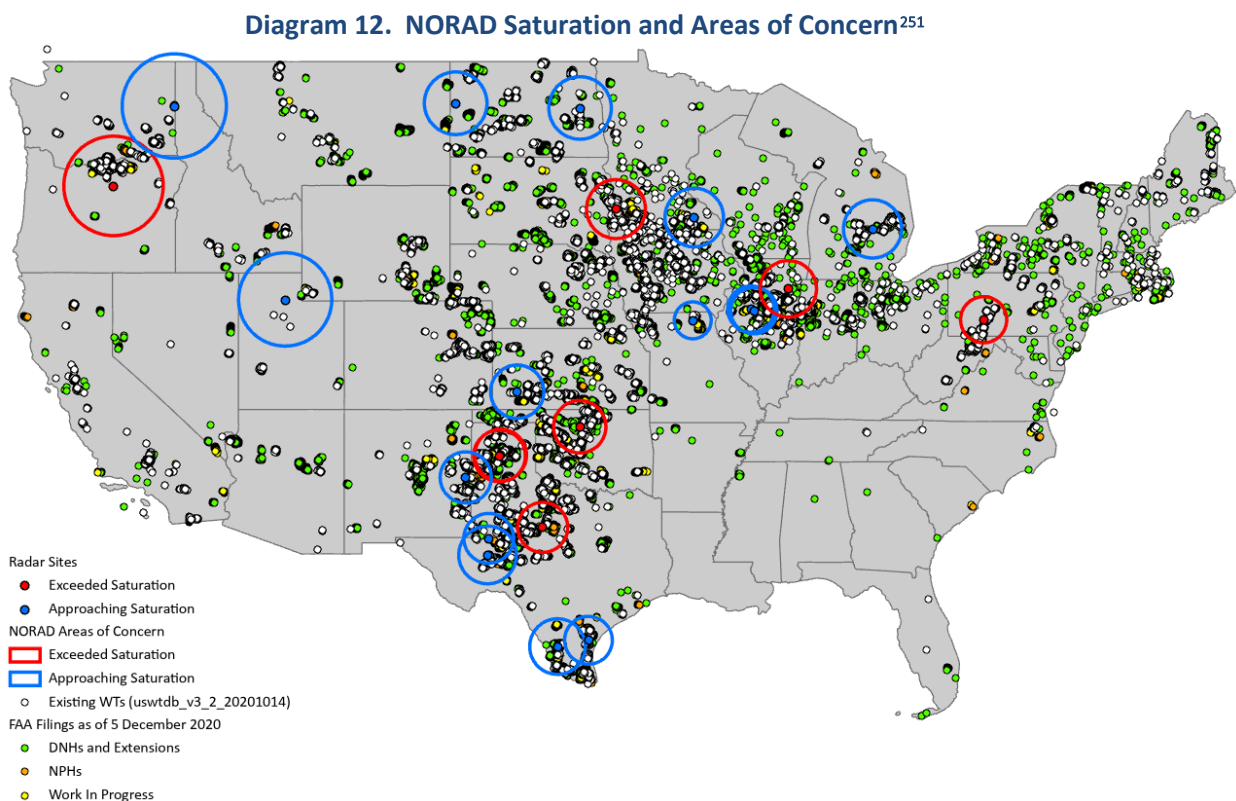 Diagram 12. NORAD Saturation and Areas of Concern251
Radar Sites
Exceeded Saturation
Approaching Saturation
NORAD Areas of Concern
Exceeded Saturation
Approaching Saturation
Existing WTs (uswtdb_v3_2_20201014)
FAA Filings as of 5 December 2020
DNHs and Extensions
NPHs
Work In Progress